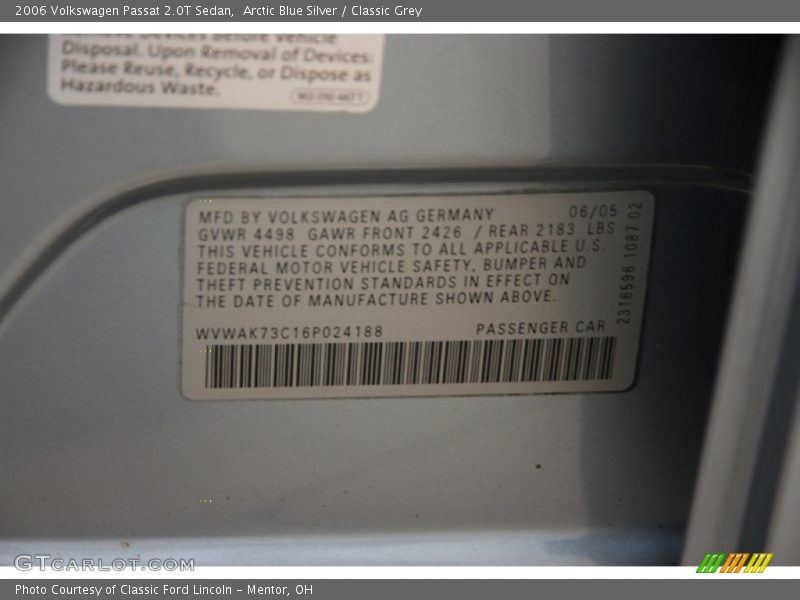 2006 Volkswagen Passat 2.0T Sedan,  Arctic Blue Silver / Classic Grey
Remove Devices Before Vehicle
Disposal. Upon Removal of Devices:
Please Reuse, Recycle, or Dispose as
Hazardous Waste.
MFD BY VOLKSWAGEN AG GERMANY 06/05
GVWR 4498 GAWR FRONT 2426 / REAR 2183 LBS
THIS VEHICLE CONFORMS TO ALL APPLICABLE U.S.
FEDERAL MOTOR VEHICLE SAFETY, BUMPER AND
THEFT PREVENTION STANDARDS IN EFFECT ON
THE DATE OF MANUFACTURE SHOWN ABOVE.
WVWAK73C16P024188 PASSENGER CAR
2316596 1087 02
GTCARLOT.COM
Photo Courtesy of Classic Ford Lincoln - Mentor, OH